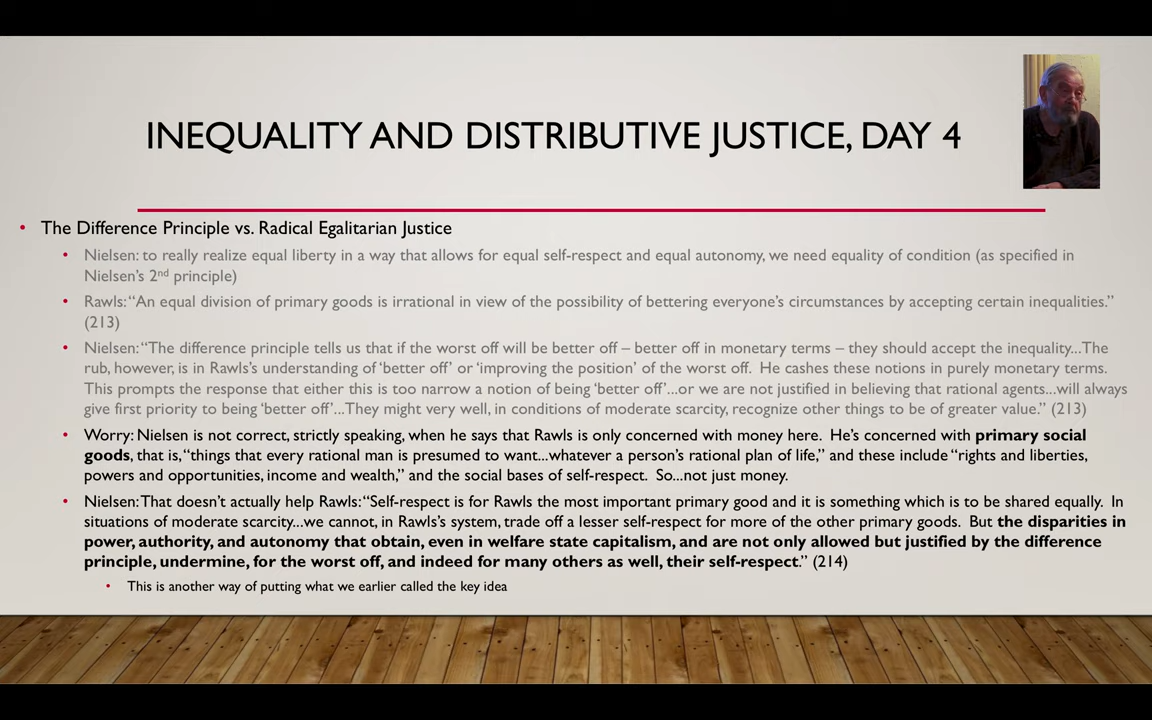 INEQUALITY AND DISTRIBUTIVE JUSTICE, DAY 4
• The Difference Principle vs. Radical Egalitarian Justice
• Nielsen: to really realize equal liberty in a way that allows for equal self-respect and equal autonomy, we need equality of condition (as specified in
Nielsen's 2nd principle)
• Rawls: “An equal division of primary goods is irrational in view of the possibility of bettering everyone's circumstances by accepting certain inequalities.”
(213)
• Nielsen: “The difference principle tells us that if the worst off will be better off – better off in monetary terms – they should accept the inequality...The
rub, however, is in Rawls's understanding of ‘better off’ or ‘improving the position’ of the worst off.  He cashes these notions in purely monetary terms.
This prompts the response that either this is too narrow a notion of being ‘better off’...or we are not justified in believing that rational agents...will always
give first priority to being ‘better off’...They might very well, in conditions of moderate scarcity, recognize other things to be of greater value.” (213)
• Worry: Nielsen is not correct, strictly speaking, when he says that Rawls is only concerned with money here.  He's concerned with primary social
goods, that is, “things that every rational man is presumed to want...whatever a person's rational plan of life,” and these include “rights and liberties,
powers and opportunities, income and wealth,” and the social bases of self-respect.  So...not just money.
• Nielsen: That doesn't actually help Rawls: “Self-respect is for Rawls the most important primary good and it is something which is to be shared equally.  In
situations of moderate scarcity...we cannot, in Rawls's system, trade off a lesser self-respect for more of the other primary goods.  But the disparities in
power, authority, and autonomy that obtain, even in welfare state capitalism, and are not only allowed but justified by the difference
principle, undermine, for the worst off, and indeed for many others as well, their self-respect.” (214)
• This is another way of putting what we earlier called the key idea